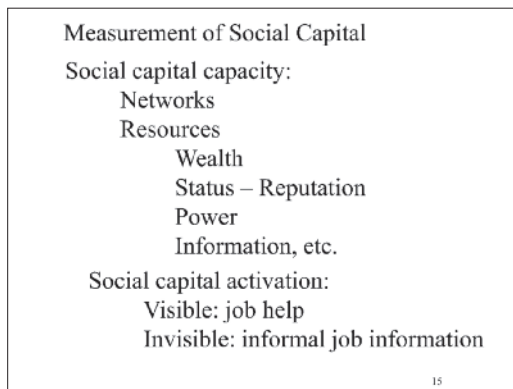 Measurement of Social Capital
Social capital capacity:
Networks
Resources
Wealth
Status – Reputation
Power
Information, etc.
Social capital activation:
Visible: job help
Invisible: informal job information
15